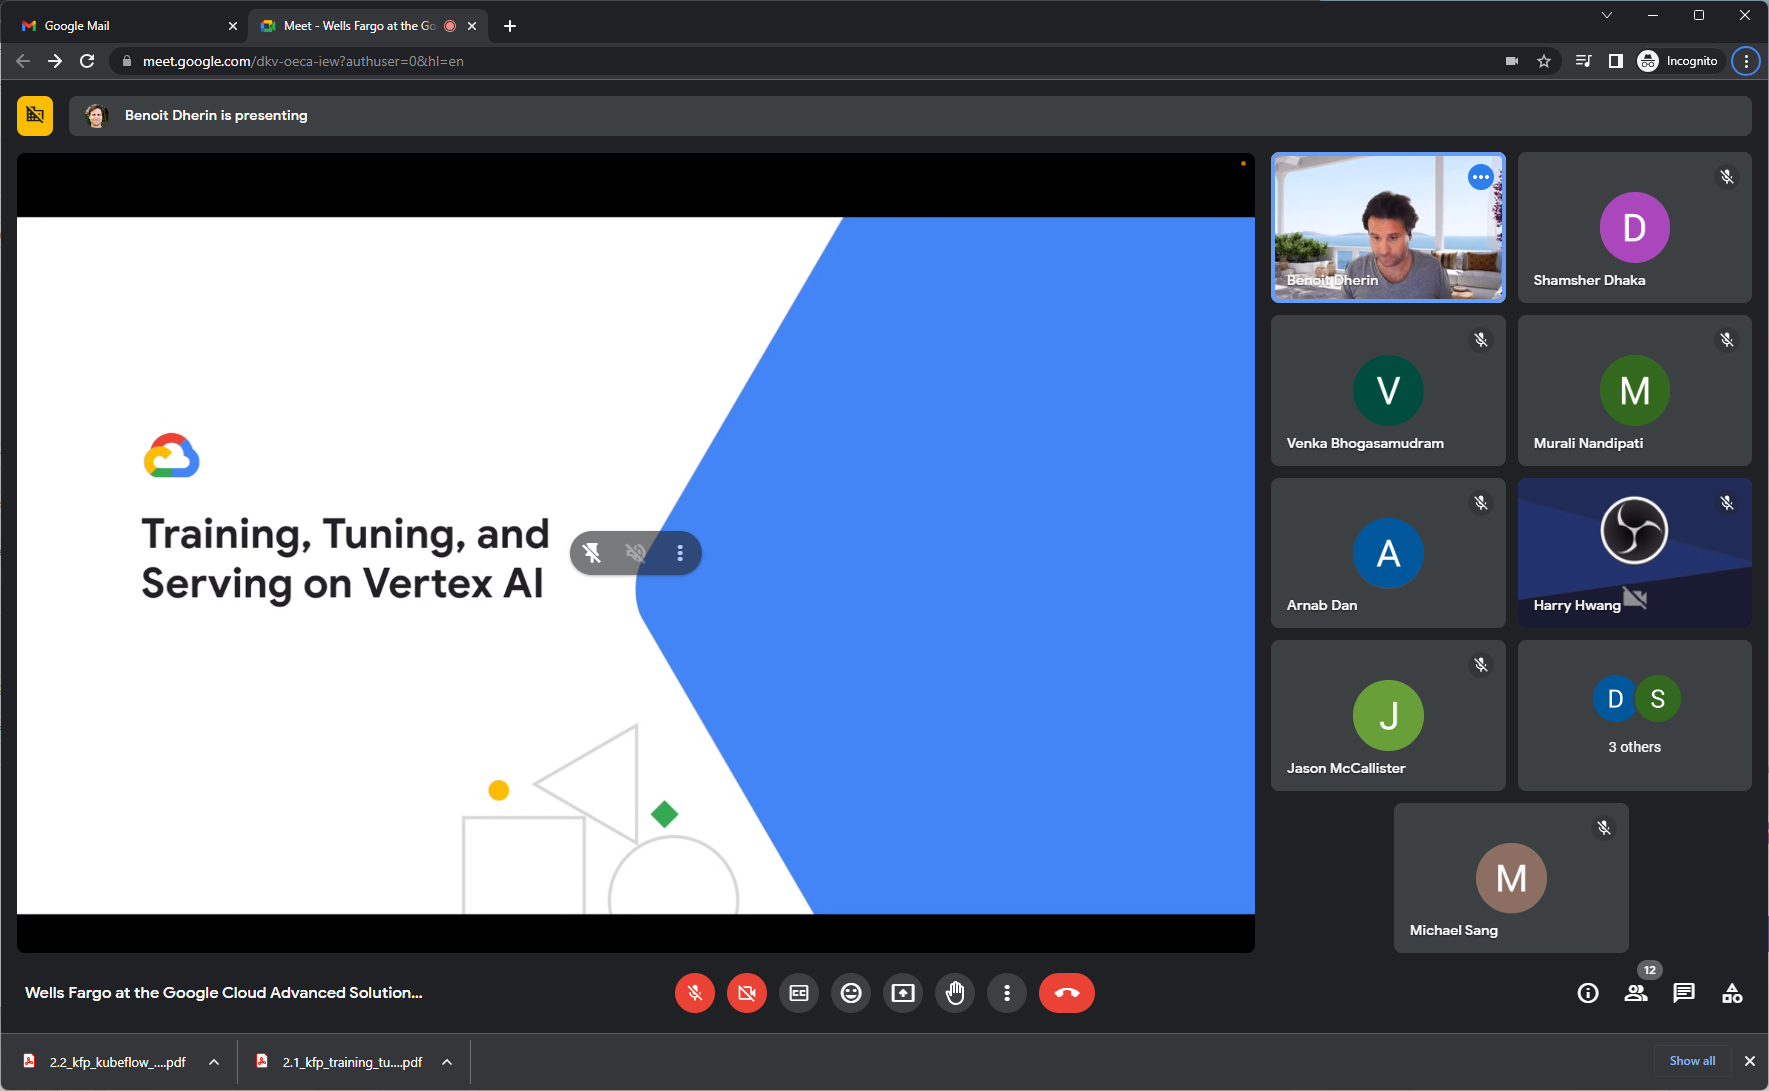 Google Mail
Meet - Wells Fargo at the Go
meet.google.com/dkv-oeca-iew?authuser=0&hl=en
Incognito
Benoit Dherin is presenting
Training, Tuning, and
Serving on Vertex AI
Benoit Dherin
D
Shamsher Dhaka
V
Venka Bhogasamudram
M
Murali Nandipati
A
Arnab Dan
Harry Hwang
J
Jason McCallister
D S
3 others
M
Michael Sang
Wells Fargo at the Google Cloud Advanced Solution...
CC
12
2.2_kfp_kubeflow_....pdf
2.1_kfp_training_tu....pdf
Show all